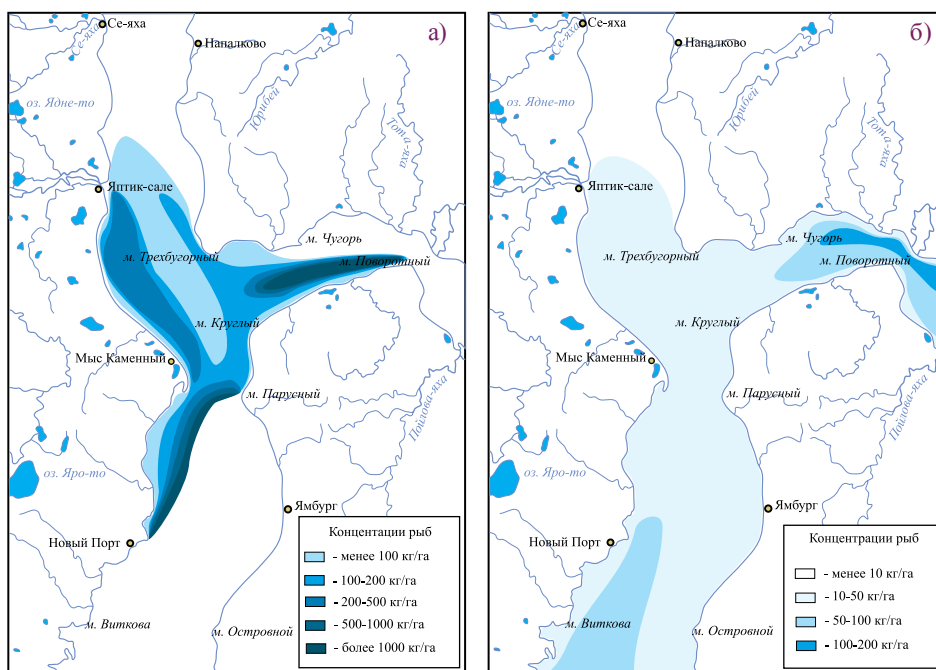 а)
Се-яха
Се-яха
Напалково
оз. Ядне-то
Юрибей
Тот а
яхк-а
Яптик-сале
м. Чугорь
м. Трехбугорный
м. Поворотный
м. Круглый
Мыс Каменный
м. Парусный
Пойлова-яха
оз. Яро-то
Ямбург
Новый Порт
м. Виткова
м. Островной
Концентации рыб
- менее 100 кг/га
- 100-200 кг/га
- 200-500 кг/га
- 500-1000 кг/га
- более 1000 кг/га
б)
Се-яха
Се-яха
Напалково
оз. Ядне-то
Юрибей
Тот а
яхк-а
Яптик-сале
м. Чугорь
м. Трехбугорный
м. Поворотный
м. Круглый
Мыс Каменный
м. Парусный
Пойлова-яха
оз. Яро-то
Ямбург
Новый Порт
м. Виткова
м. Островной
Концентрации рыб
- менее 10 кг/га
- 10-50 кг/га
- 50-100 кг/га
- 100-200 кг/га